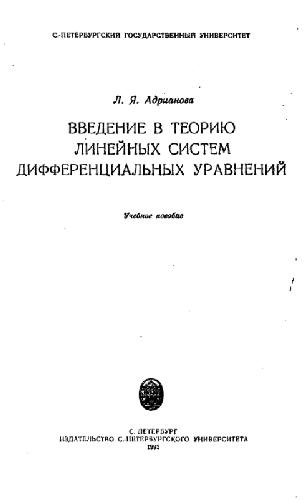 С.-ПЕТЕРБУРГСКИЙ ГОСУДАРСТВЕННЫЙ УНИВЕРСИТЕТ
Л. Я. Адрианова
ВВЕДЕНИЕ В ТЕОРИЮ
ЛИНЕЙНЫХ СИСТЕМ
ДИФФЕРЕНЦИАЛЬНЫХ УРАВНЕНИЙ
Учебное пособие
С. ПЕТЕРБУРГ
ИЗДАТЕЛЬСТВО С.-ПЕТЕРБУРГСКОГО УНИВЕРСИТЕТА